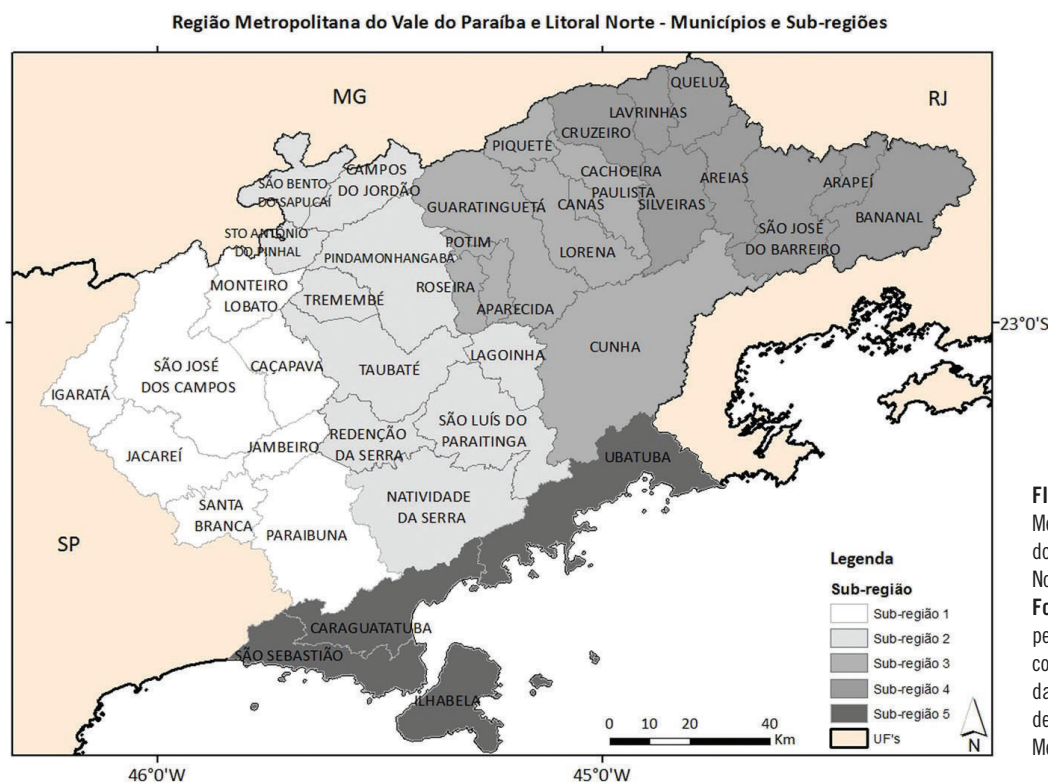 Região Metropolitana do Vale do Paraíba e Litoral Norte - Municípios e Sub-regiões
MG
RJ
SP
QUELUZ
LAVRINHAS
CRUZEIRO
PIQUETE
CACHOEIRA
PAULISTA
AREIAS
ARAPEÍ
BANANAL
SILVEIRAS
SÃO JOSÉ
DO BARREIRO
CANAS
GUARATINGUETÁ
LORENA
CAMPOS
DO JORDÃO
SÃO BENTO
DO SAPUCAÍ
STO ANTÔNIO
DO PINHAL
PINDAMONHANGABA
POTIM
ROSEIRA
APARECIDA
MONTEIRO
LOBATO
TREMEMBÉ
CUNHA
LAGOINHA
TAUBATÉ
CAÇAPAVA
SÃO JOSÉ
DOS CAMPOS
IGARATÁ
SÃO LUÍS DO
PARAITINGA
REDENÇÃO
DA SERRA
JAMBEIRO
JACAREÍ
UBATUBA
NATIVIDADE
DA SERRA
SANTA
BRANCA
PARAIBUNA
CARAGUATATUBA
SÃO SEBASTIÃO
ILHABELA
23°0'S
46°0'W
45°0'W
Legenda
Sub-região
Sub-região 1
Sub-região 2
Sub-região 3
Sub-região 4
Sub-região 5
UF's
0 10 20 40
Km
N